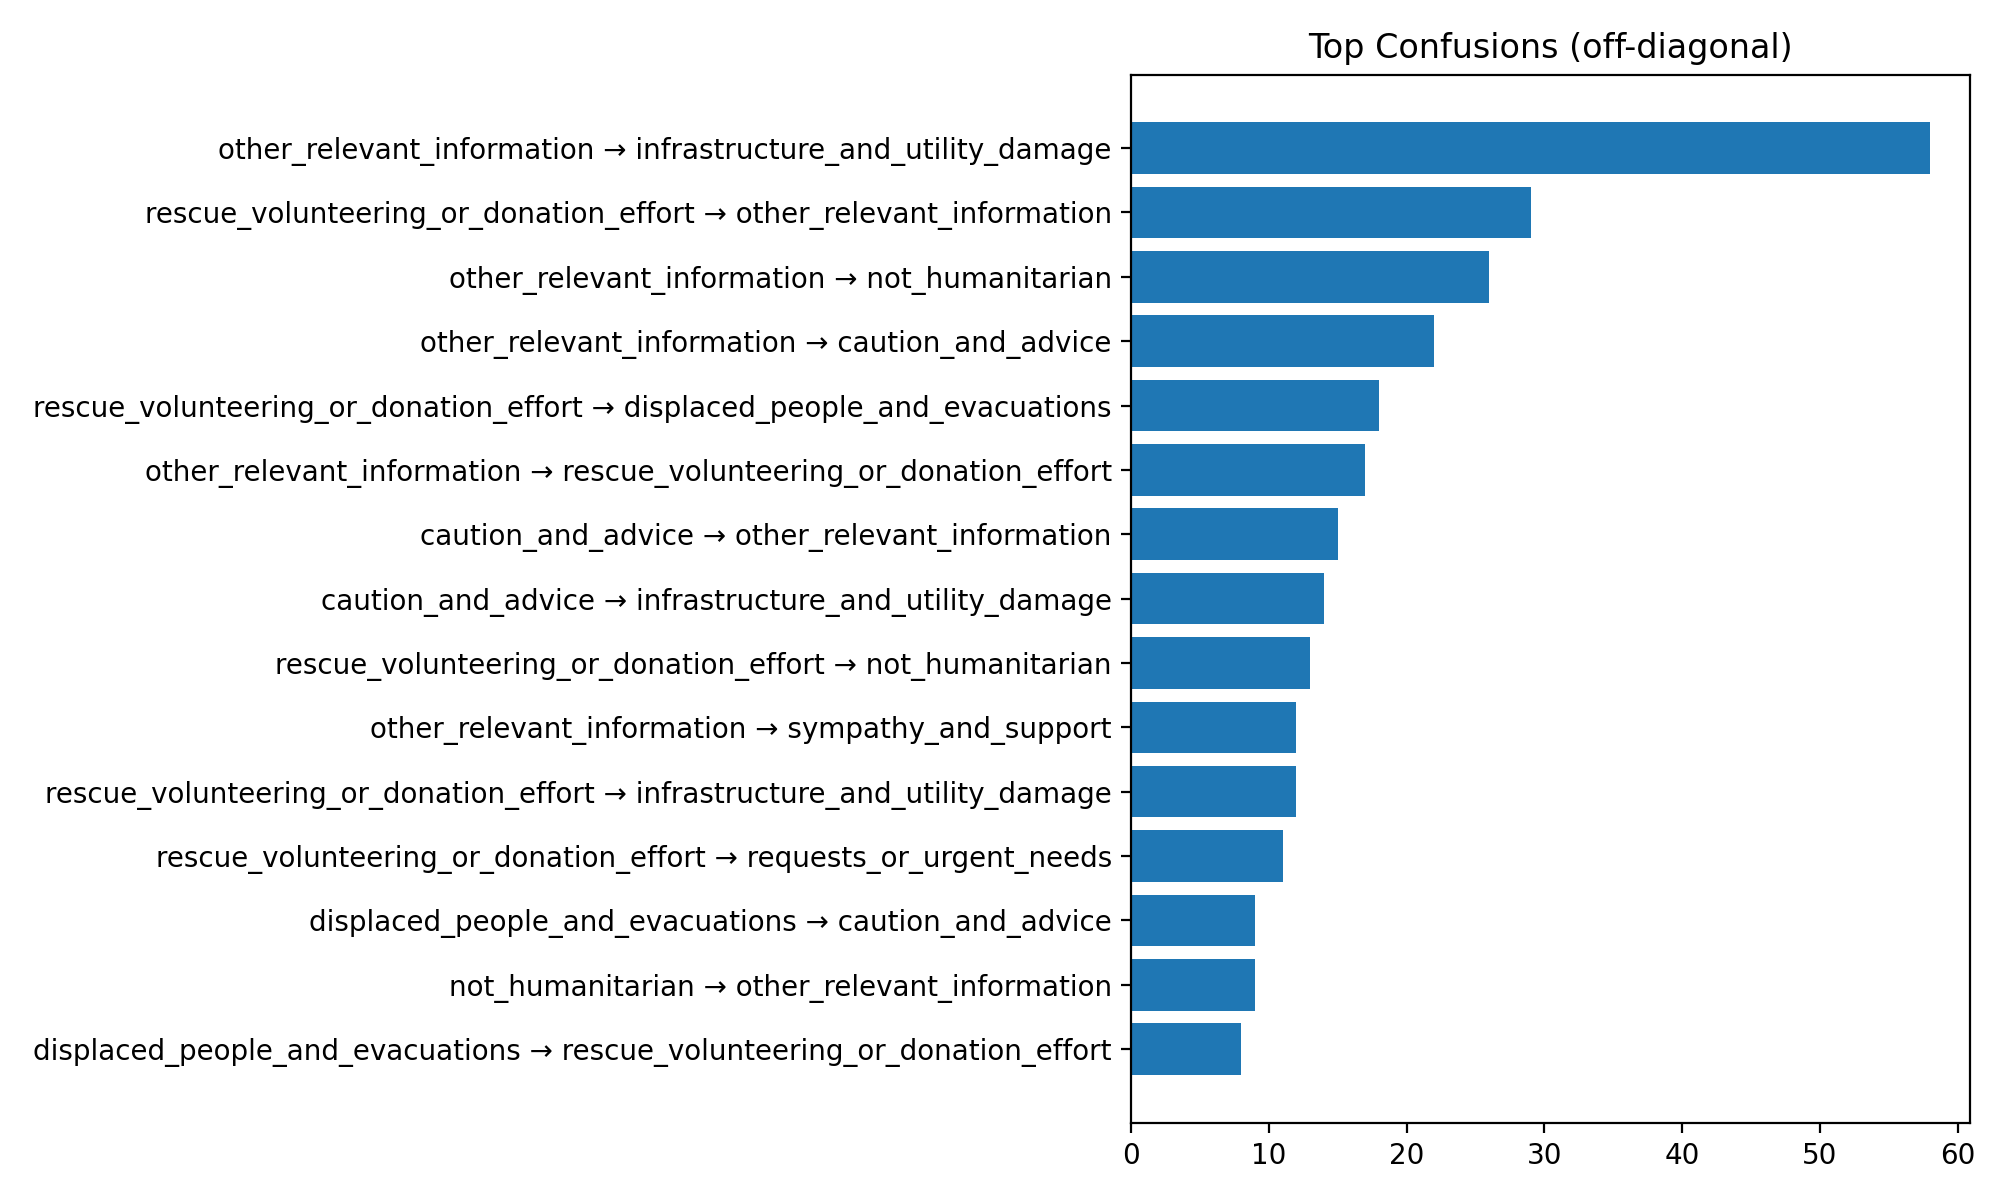 Top Confusions (off-diagonal)
other_relevant_information → infrastructure_and_utility_damage
rescue_volunteering_or_donation_effort → other_relevant_information
other_relevant_information → not_humanitarian
other_relevant_information → caution_and_advice
rescue_volunteering_or_donation_effort → displaced_people_and_evacuations
other_relevant_information → rescue_volunteering_or_donation_effort
caution_and_advice → other_relevant_information
caution_and_advice → infrastructure_and_utility_damage
rescue_volunteering_or_donation_effort → not_humanitarian
other_relevant_information → sympathy_and_support
rescue_volunteering_or_donation_effort → infrastructure_and_utility_damage
rescue_volunteering_or_donation_effort → requests_or_urgent_needs
displaced_people_and_evacuations → caution_and_advice
not_humanitarian → other_relevant_information
displaced_people_and_evacuations → rescue_volunteering_or_donation_effort
0 10 20 30 40 50 60